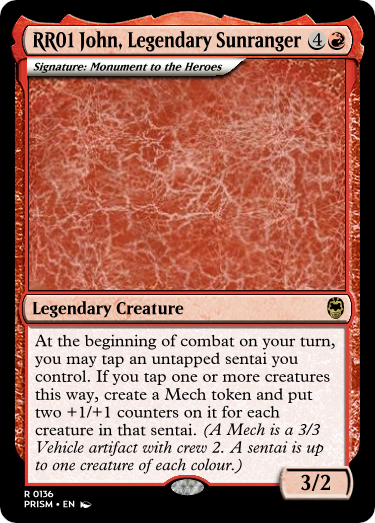 RR01 John, Legendary Sunranger 4
Signature: Monument to the Heroes
Legendary Creature
At the beginning of combat on your turn,
you may tap an untapped sentai you
control. If you tap one or more creatures
this way, create a Mech token and put
two +1/+1 counters on it for each
creature in that sentai. (A Mech is a 3/3
Vehicle artifact with crew 2. A sentai is up
to one creature of each colour.)
3/2
R 0136
PRISM • EN